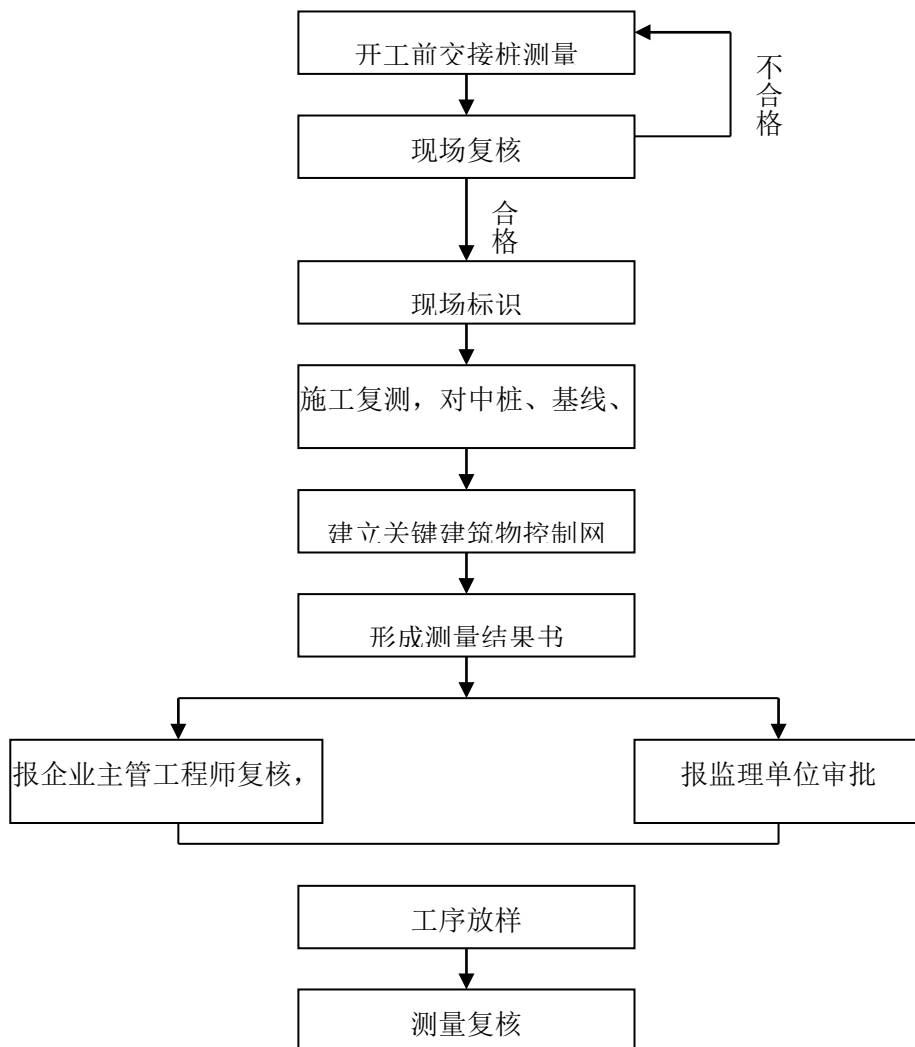 开工前交接桩测量
不合格
现场复核
合格
现场标识
施工复测，对中桩、基线、
建立关键建筑物控制网
形成测量结果书
报企业主管工程师复核，
报监理单位审批
工序放样
测量复核